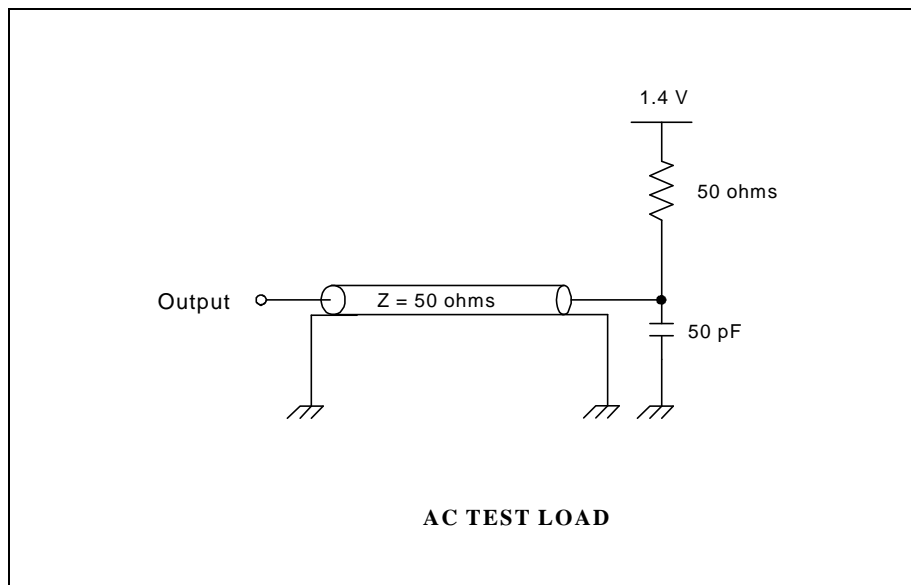 1.4 V
50 ohms
Output
Z = 50 ohms
50 pF
AC TEST LOAD